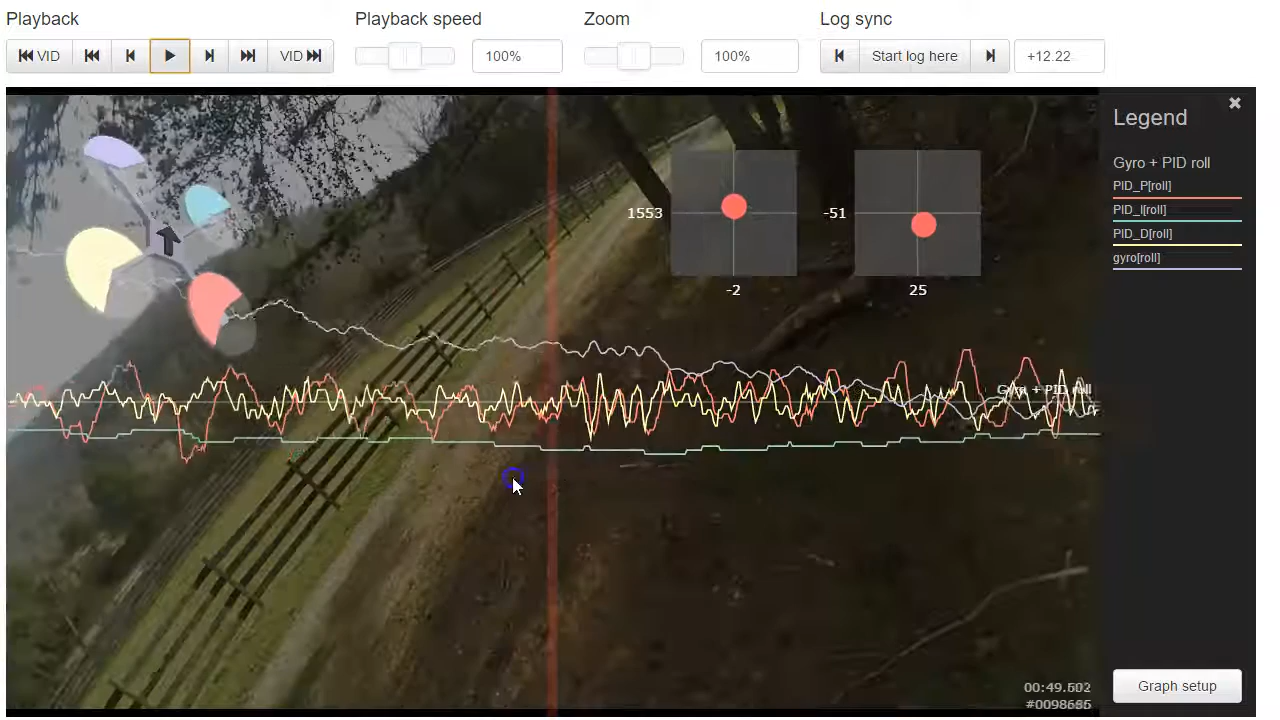 Playback
Playback speed
Zoom
Log sync
VID
VID
100%
100%
Start log here
+12.22
Legend
Gyro + PID roll
PID_P[roll]
PID_I[roll]
PID_D[roll]
gyro[roll]
1553
-2
-51
25
Gyro + PID roll
00:49.502
#0098685
Graph setup